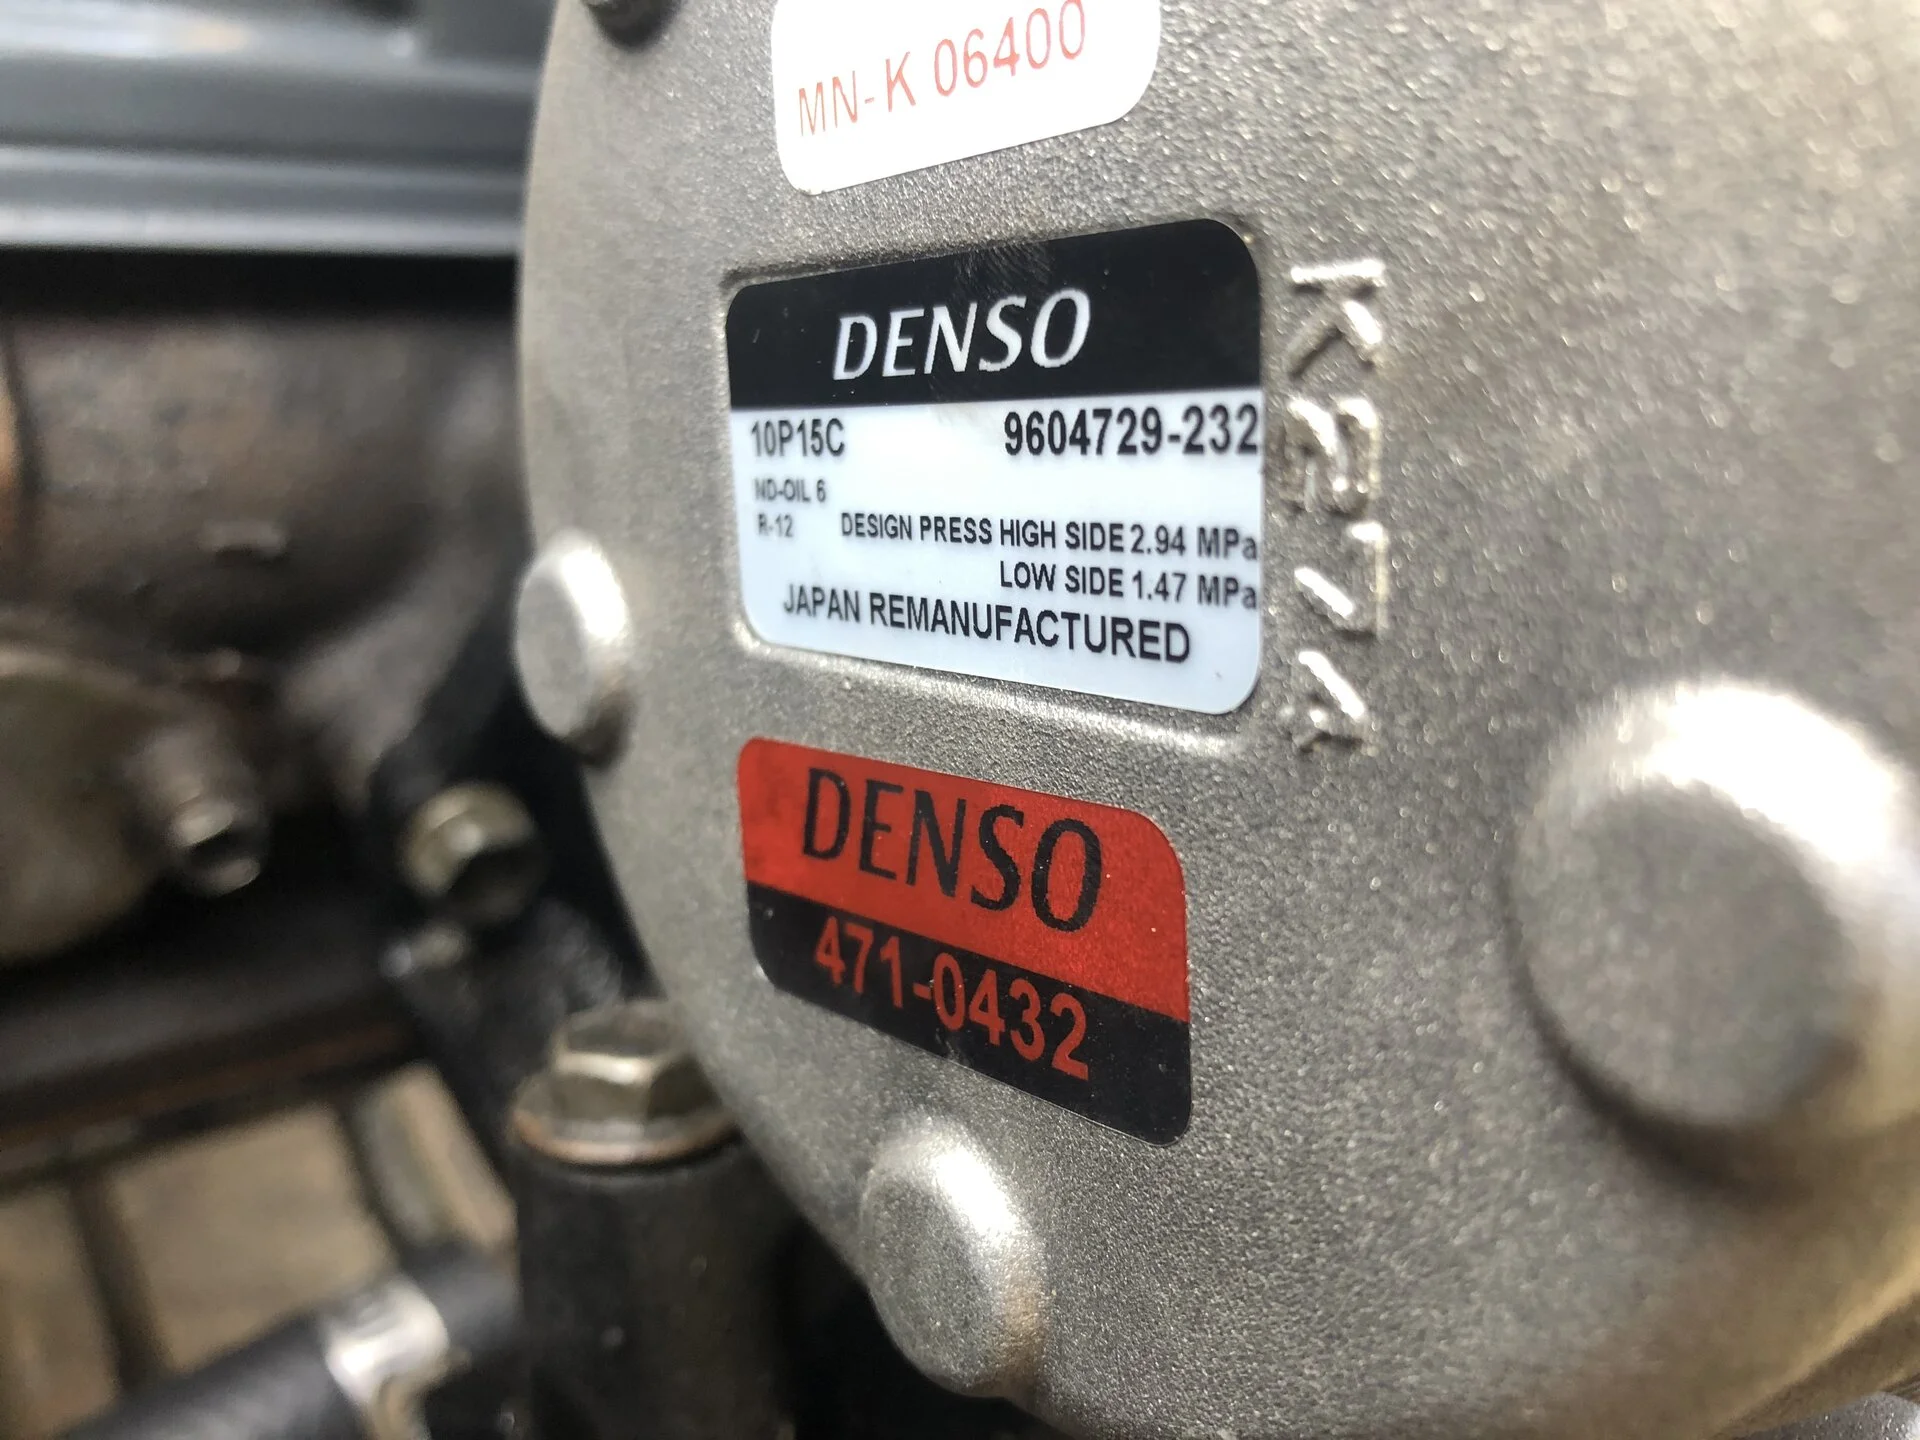 MN-K 06400
DENSO
10P15C 9604729-232
ND-OIL 6
R-12 DESIGN PRESS HIGH SIDE 2.94 MPa
LOW SIDE 1.47 MPa
JAPAN REMANUFACTURED
K274
DENSO
471-0432